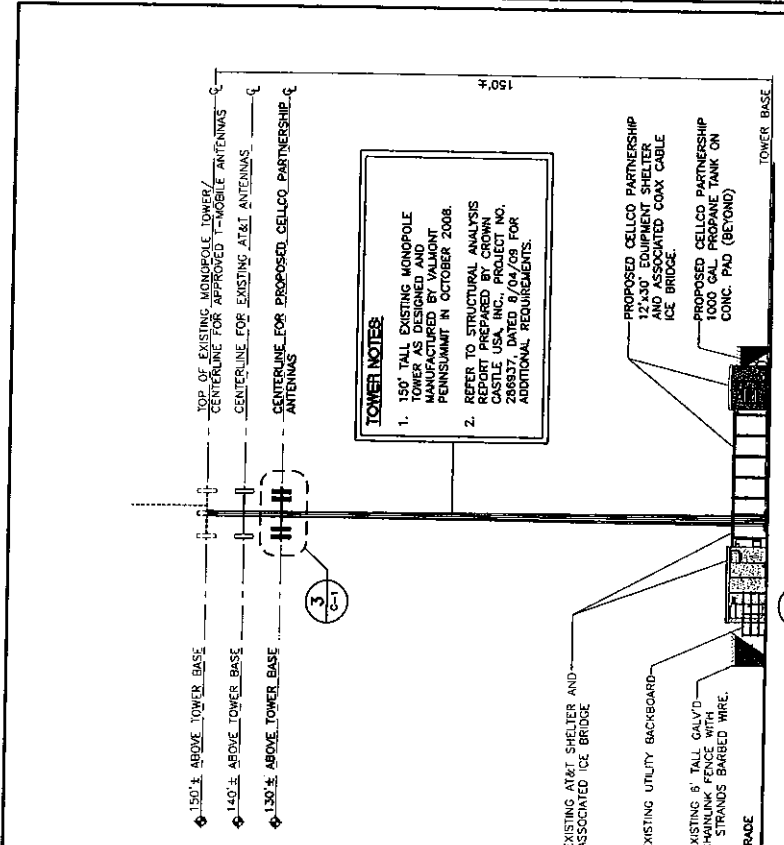 TOP OF EXISTING MONOPOLE TOWER/
CENTERLINE FOR APPROVED T-MOBILE ANTENNAS
CENTERLINE FOR EXISTING AT&T ANTENNAS
CENTERLINE FOR PROPOSED CELLCO PARTNERSHIP
ANTENNAS
150'±
150'± ABOVE TOWER BASE
140'± ABOVE TOWER BASE
130'± ABOVE TOWER BASE
3
C-1
TOWER NOTES:
1. 150' TALL EXISTING MONOPOLE
TOWER AS DESIGNED AND
MANUFACTURED BY VALMONT
PENNSUMMIT IN OCTOBER 2008.
2. REFER TO STRUCTURAL ANALYSIS
REPORT PREPARED BY CROWN
CASTLE USA, INC., PROJECT NO.
286937, DATED 8/04/09 FOR
ADDITIONAL REQUIREMENTS.
PROPOSED CELLCO PARTNERSHIP
12'x30' EQUIPMENT SHELTER
AND ASSOCIATED COAX CABLE
ICE BRIDGE.
PROPOSED CELLCO PARTNERSHIP
1000 GAL. PROPANE TANK ON
CONC. PAD (BEYOND)
TOWER BASE
XISTING AT&T SHELTER AND
ASSOCIATED ICE BRIDGE
XISTING UTILITY BACKBOARD
XISTING 6' TALL GALV'D
HAINLINK FENCE WITH
STRANDS BARBED WIRE.
RADE